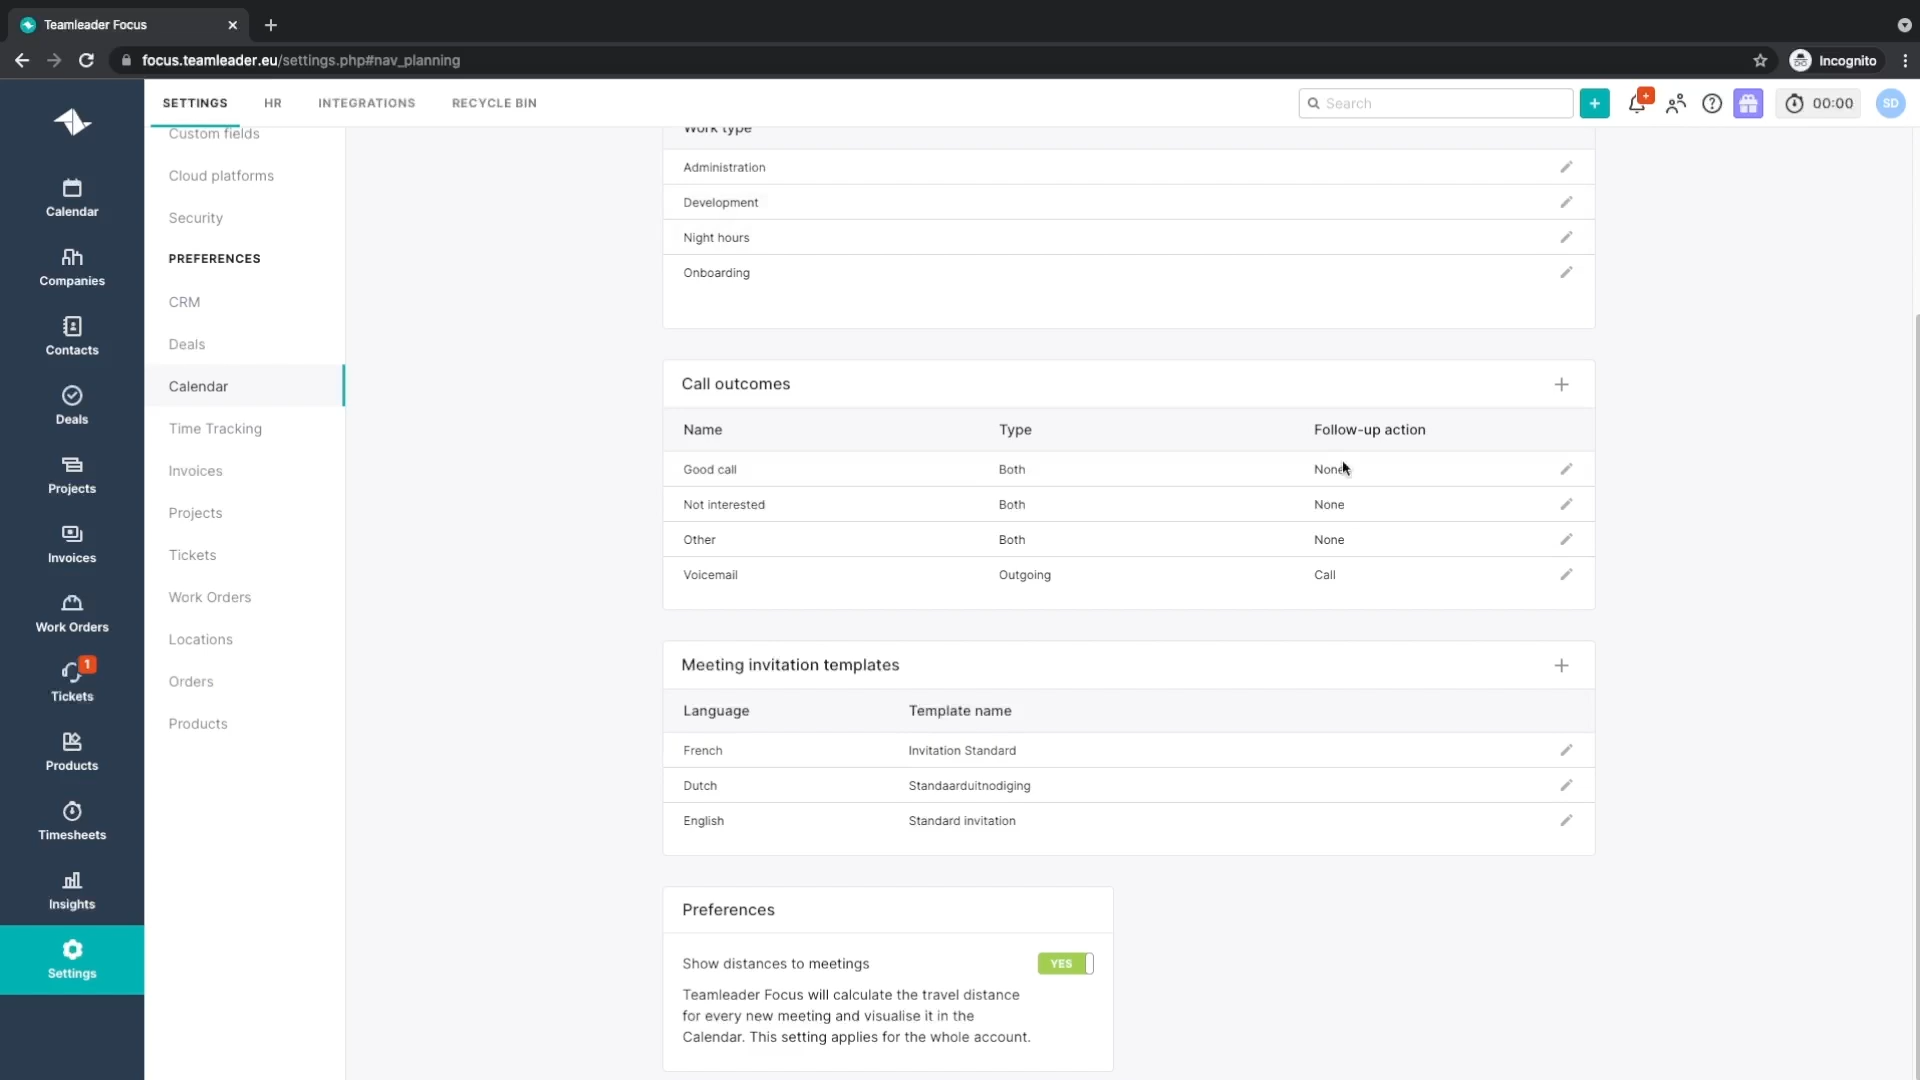 Teamleader Focus
focus.teamleader.eu/settings.php#nav_planning
Incognito
SETTINGS
HR
INTEGRATIONS
RECYCLE BIN
Search
00:00
SD
Calendar
Companies
Contacts
Deals
Projects
Invoices
Work Orders
1
Tickets
Products
Timesheets
Insights
Settings
Custom fields
Cloud platforms
Security
PREFERENCES
CRM
Deals
Calendar
Time Tracking
Invoices
Projects
Tickets
Work Orders
Locations
Orders
Products
Work type
Administration
Development
Night hours
Onboarding
Call outcomes
Name Type Follow-up action
Good call Both None
Not interested Both None
Other Both None
Voicemail Outgoing Call
Meeting invitation templates
Language Template name
French Invitation Standard
Dutch Standaarduitnodiging
English Standard invitation
Preferences
Show distances to meetings YES
Teamleader Focus will calculate the travel distance
for every new meeting and visualise it in the
Calendar. This setting applies for the whole account.